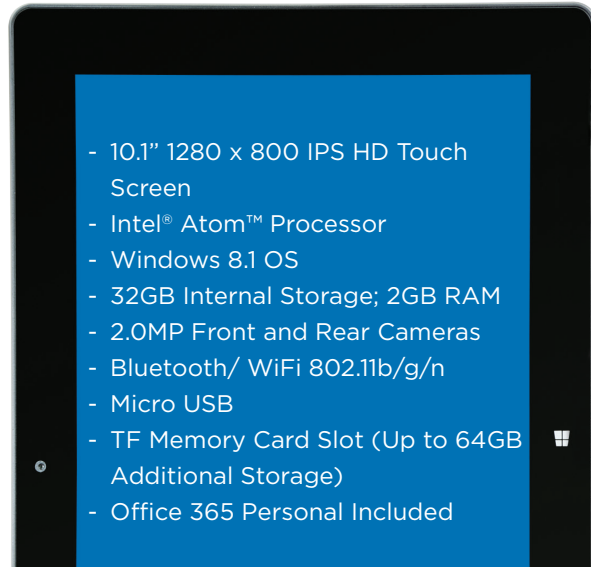 - 10.1” 1280 x 800 IPS HD Touch
Screen
- Intel® Atom™ Processor
- Windows 8.1 OS
- 32GB Internal Storage; 2GB RAM
- 2.0MP Front and Rear Cameras
- Bluetooth/ WiFi 802.11b/g/n
- Micro USB
- TF Memory Card Slot (Up to 64GB
Additional Storage)
- Office 365 Personal Included